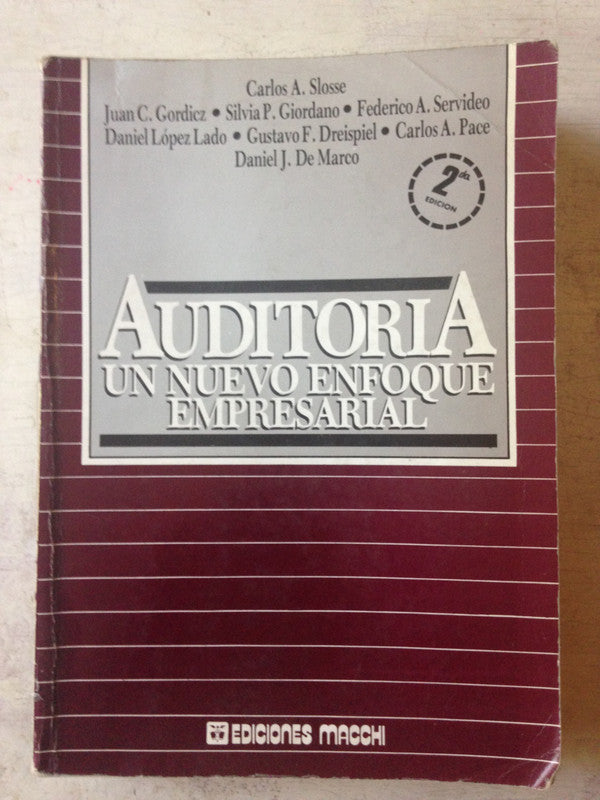 Carlos A. Slosse
Juan C. Gordicz • Silvia P. Giordano • Federico A. Servideo
Daniel López Lado • Gustavo F. Dreispiel • Carlos A. Pace
Daniel J. De Marco
2da.
EDICION
AUDITORIA
UN NUEVO ENFOQUE
EMPRESARIAL
EDICIONES MACCHI